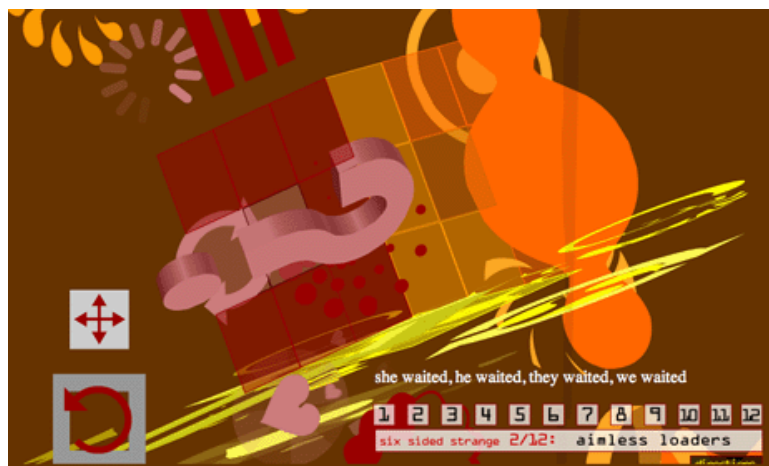 she waited, he waited, they waited, we waited
1 2 3 4 5 6 7 8 9 10 11 12
six sided strange 2/12: aimless loaders